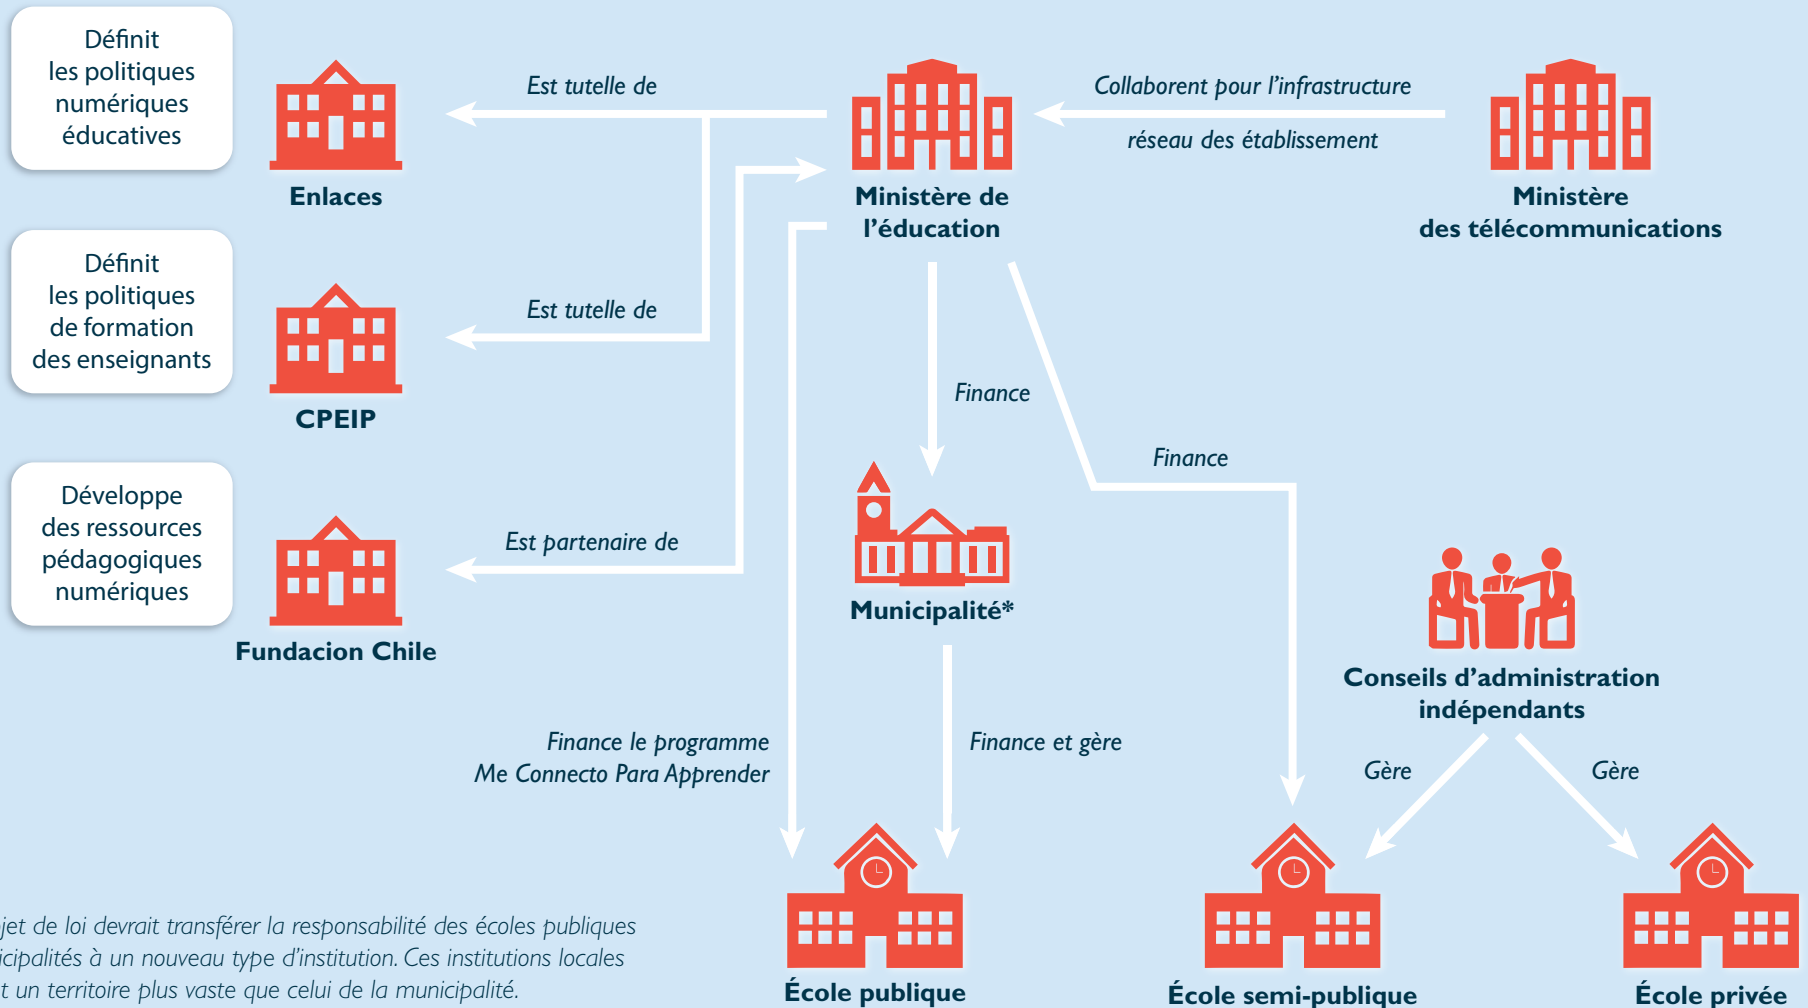 Définit
les politiques
numériques
éducatives
Enlaces
Est tutelle de
Ministère de
l'éducation
Collaborent pour l'infrastructure
réseau des établissement
Ministère
des télécommunications
Définit
les politiques
de formation
des enseignants
CPEIP
Est tutelle de
Finance
Finance
Développe
des ressources
pédagogiques
numériques
Fundacion Chile
Est partenaire de
Municipalité*
Conseils d'administration
indépendants
Finance le programme
Me Connecto Para Apprender
Finance et gère
Gère
Gère
de loi devrait transférer la responsabilité des écoles publiques
à un nouveau type d'institution. Ces institutions locales
un territoire plus vaste que celui de la municipalité.
École publique
École semi-publique
École privée